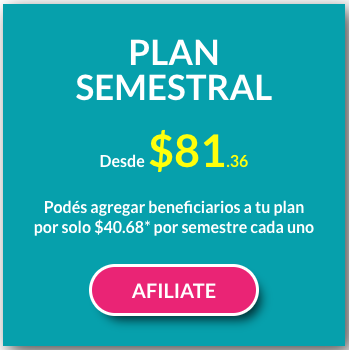 PLAN
SEMESTRAL
Desde $81.36
Podés agregar beneficiarios a tu plan
por solo $40.68* por semestre cada uno
AFILIATE